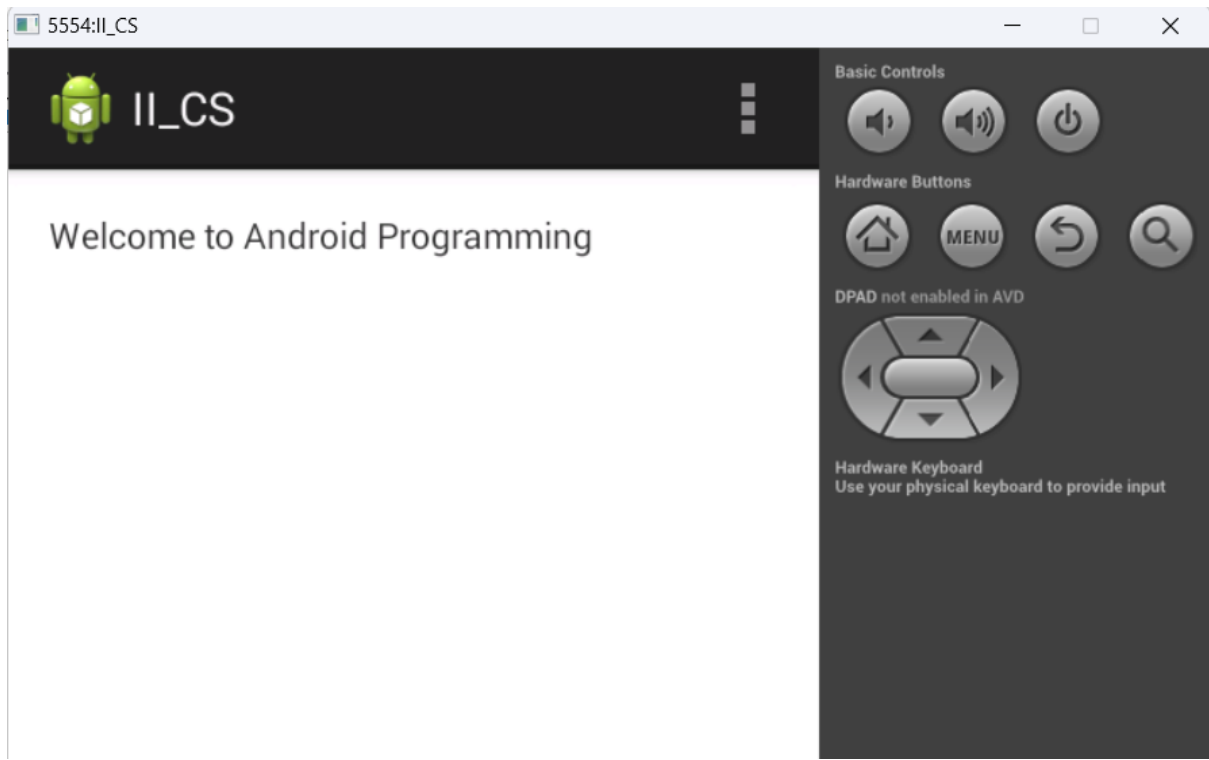 5554:II_CS
II_CS
Welcome to Android Programming
Basic Controls
Hardware Buttons
MENU
DPAD not enabled in AVD
Hardware Keyboard
Use your physical keyboard to provide input